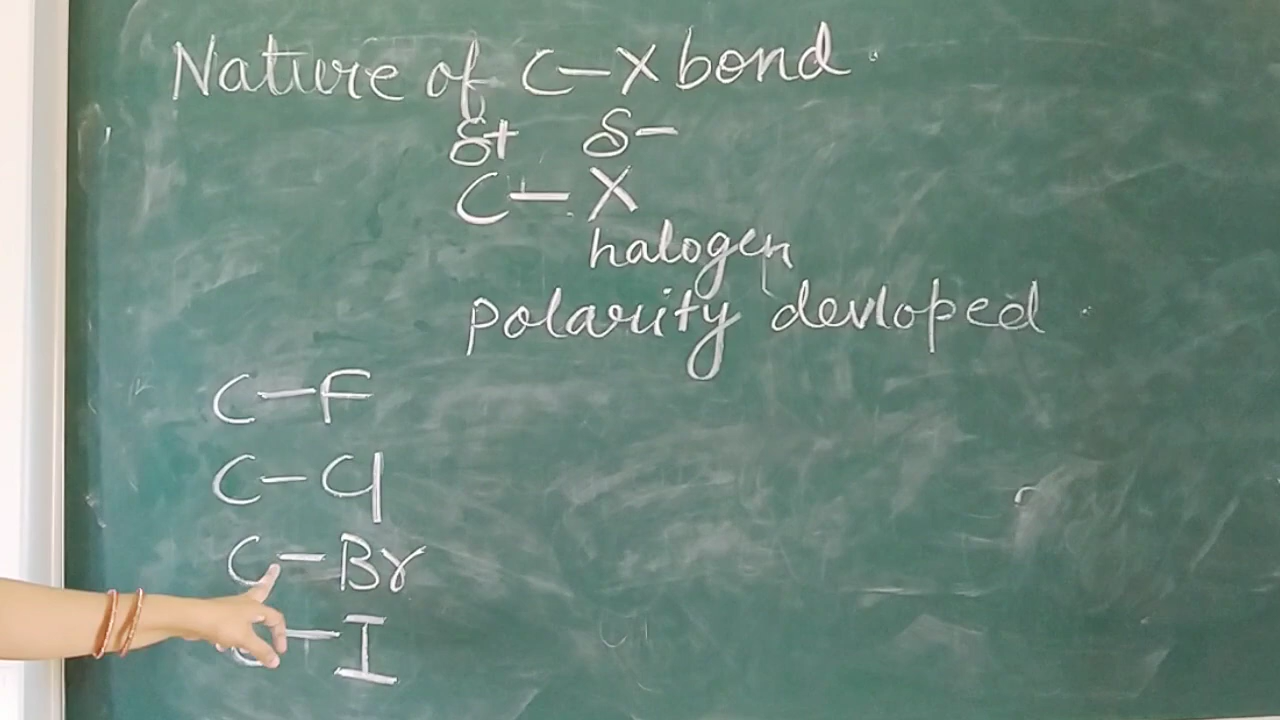 Nature of C-X bond.
δ+ δ-
C-X
halogen
polarity devloped.
C-F
C-Cl
C-Br
C-I